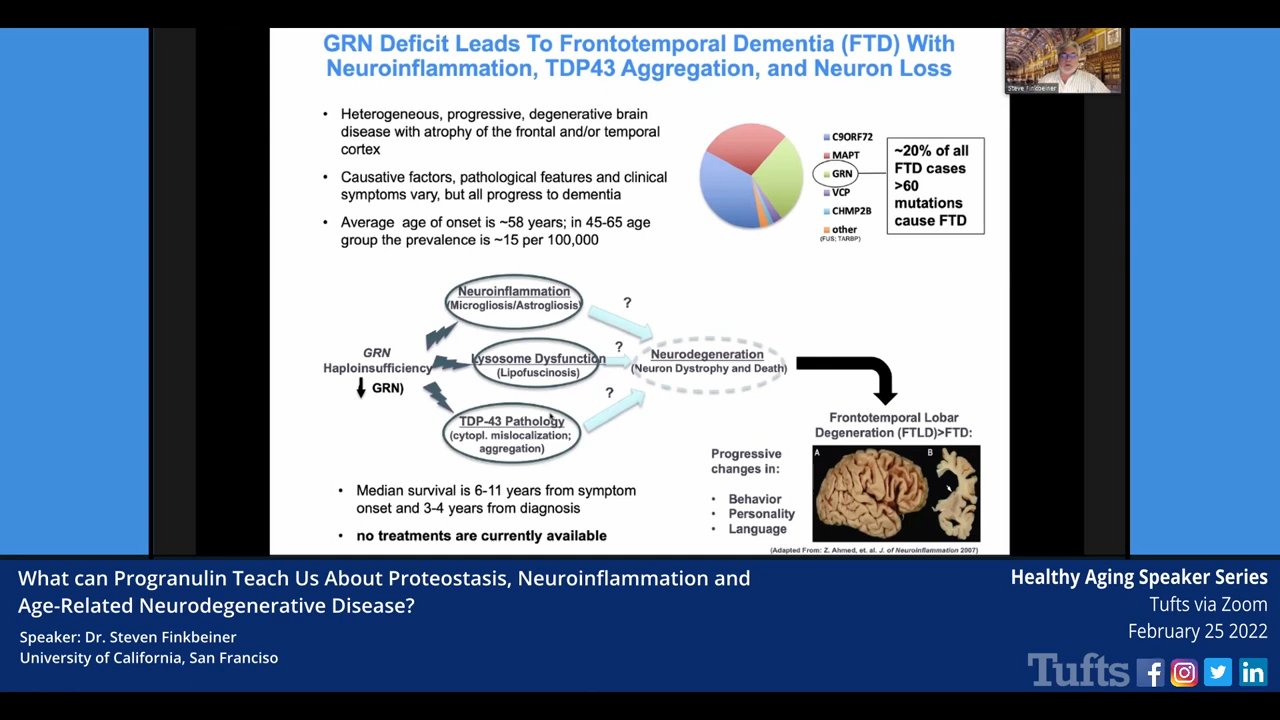 GRN Deficit Leads To Frontotemporal Dementia (FTD) With
Neuroinflammation, TDP43 Aggregation, and Neuron Loss
Steve Finkbeiner
• Heterogeneous, progressive, degenerative brain
disease with atrophy of the frontal and/or temporal
cortex
• Causative factors, pathological features and clinical
symptoms vary, but all progress to dementia
• Average age of onset is ~58 years; in 45-65 age
group the prevalence is ~15 per 100,000
C9ORF72
MAPT
GRN
VCP
CHMP2B
other
(FUS; TARBP)
~20% of all
FTD cases
>60
mutations
cause FTD
Neuroinflammation
(Microgliosis/Astrogliosis)
?
GRN
Haploinsufficiency
GRN)
Lysosome Dysfunction
(Lipofuscinosis)
?
TDP-43 Pathology
(cytopl. mislocalization;
aggregation)
?
Neurodegeneration
(Neuron Dystrophy and Death)
Frontotemporal Lobar
Degeneration (FTLD)>FTD:
Progressive
changes in:
• Behavior
• Personality
• Language
A
B
(Adapted From: Z. Ahmed, et. al. J. of Neuroinflammation 2007)
• Median survival is 6-11 years from symptom
onset and 3-4 years from diagnosis
• no treatments are currently available
What can Progranulin Teach Us About Proteostasis, Neuroinflammation and
Age-Related Neurodegenerative Disease?
Speaker: Dr. Steven Finkbeiner
University of California, San Franciso
Healthy Aging Speaker Series
Tufts via Zoom
February 25 2022
Tufts